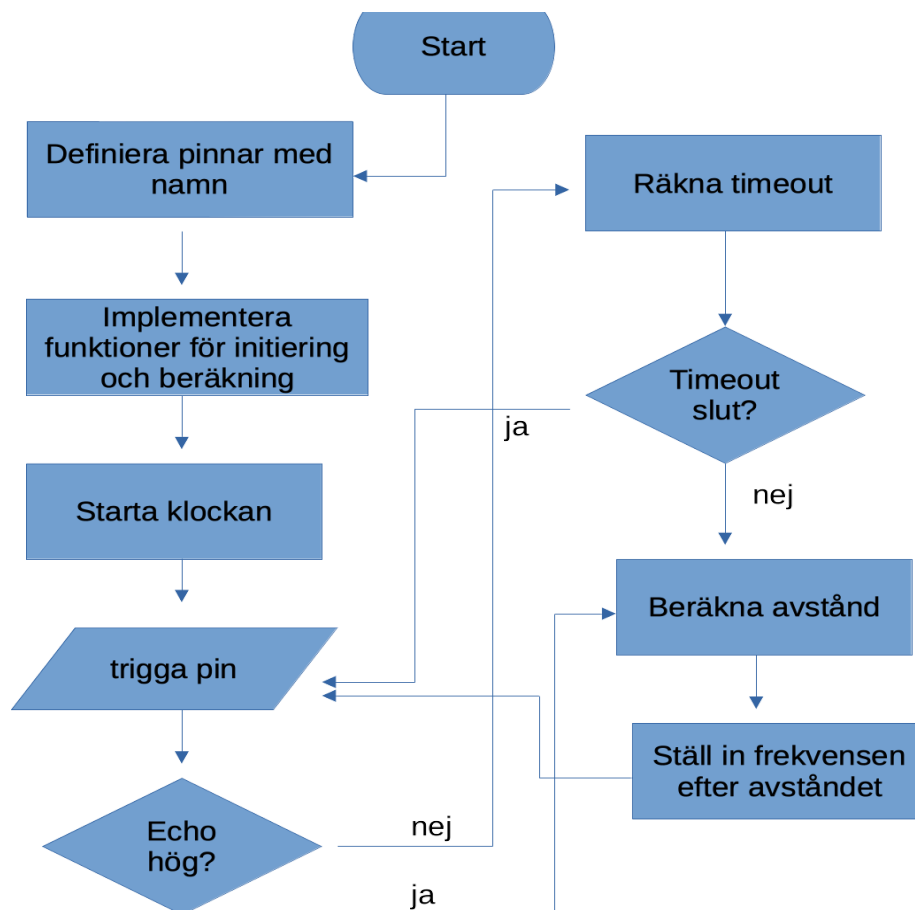 Start
Definiera pinnar med
namn
Implementera
funktioner för initiering
och beräkning
Starta klockan
trigga pin
Echo
hög?
nej
ja
Räkna timeout
Timeout
slut?
ja
nej
Beräkna avstånd
Ställ in frekvensen
efter avståndet